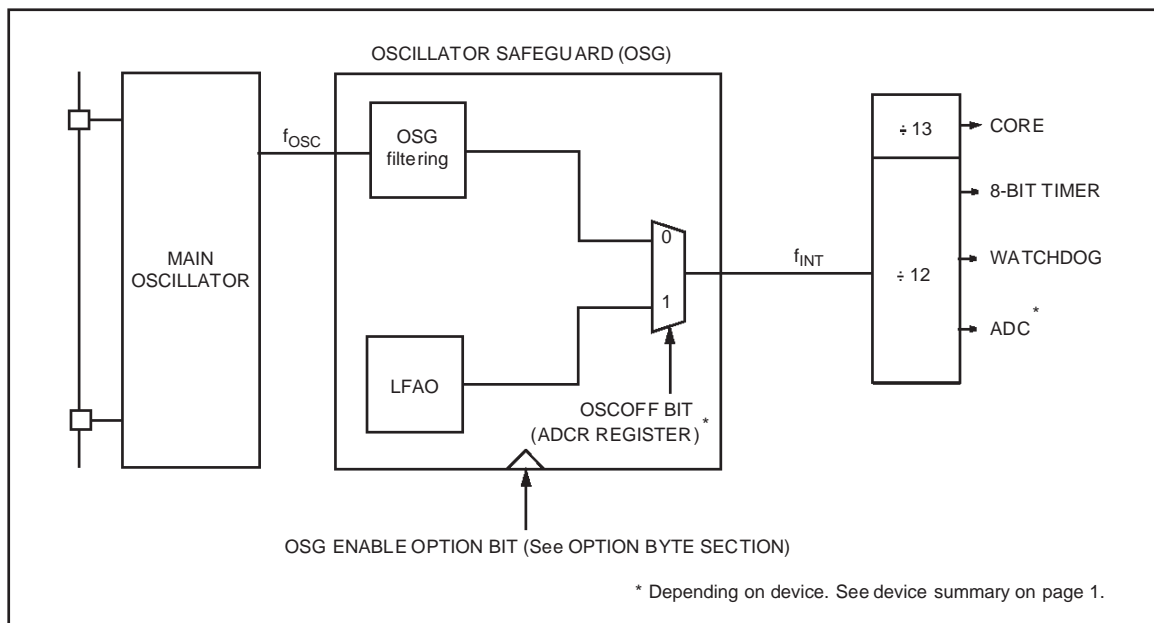 OSCILLATOR SAFEGUARD (OSG)
MAIN
OSCILLATOR
fOSC
OSG
filtering
LFAO
0
1
OSCOFF BIT
(ADCR REGISTER) *
fINT
÷ 13
÷ 12
CORE
8-BIT TIMER
WATCHDOG
ADC *
OSG ENABLE OPTION BIT (See OPTION BYTE SECTION)
* Depending on device. See device summary on page 1.